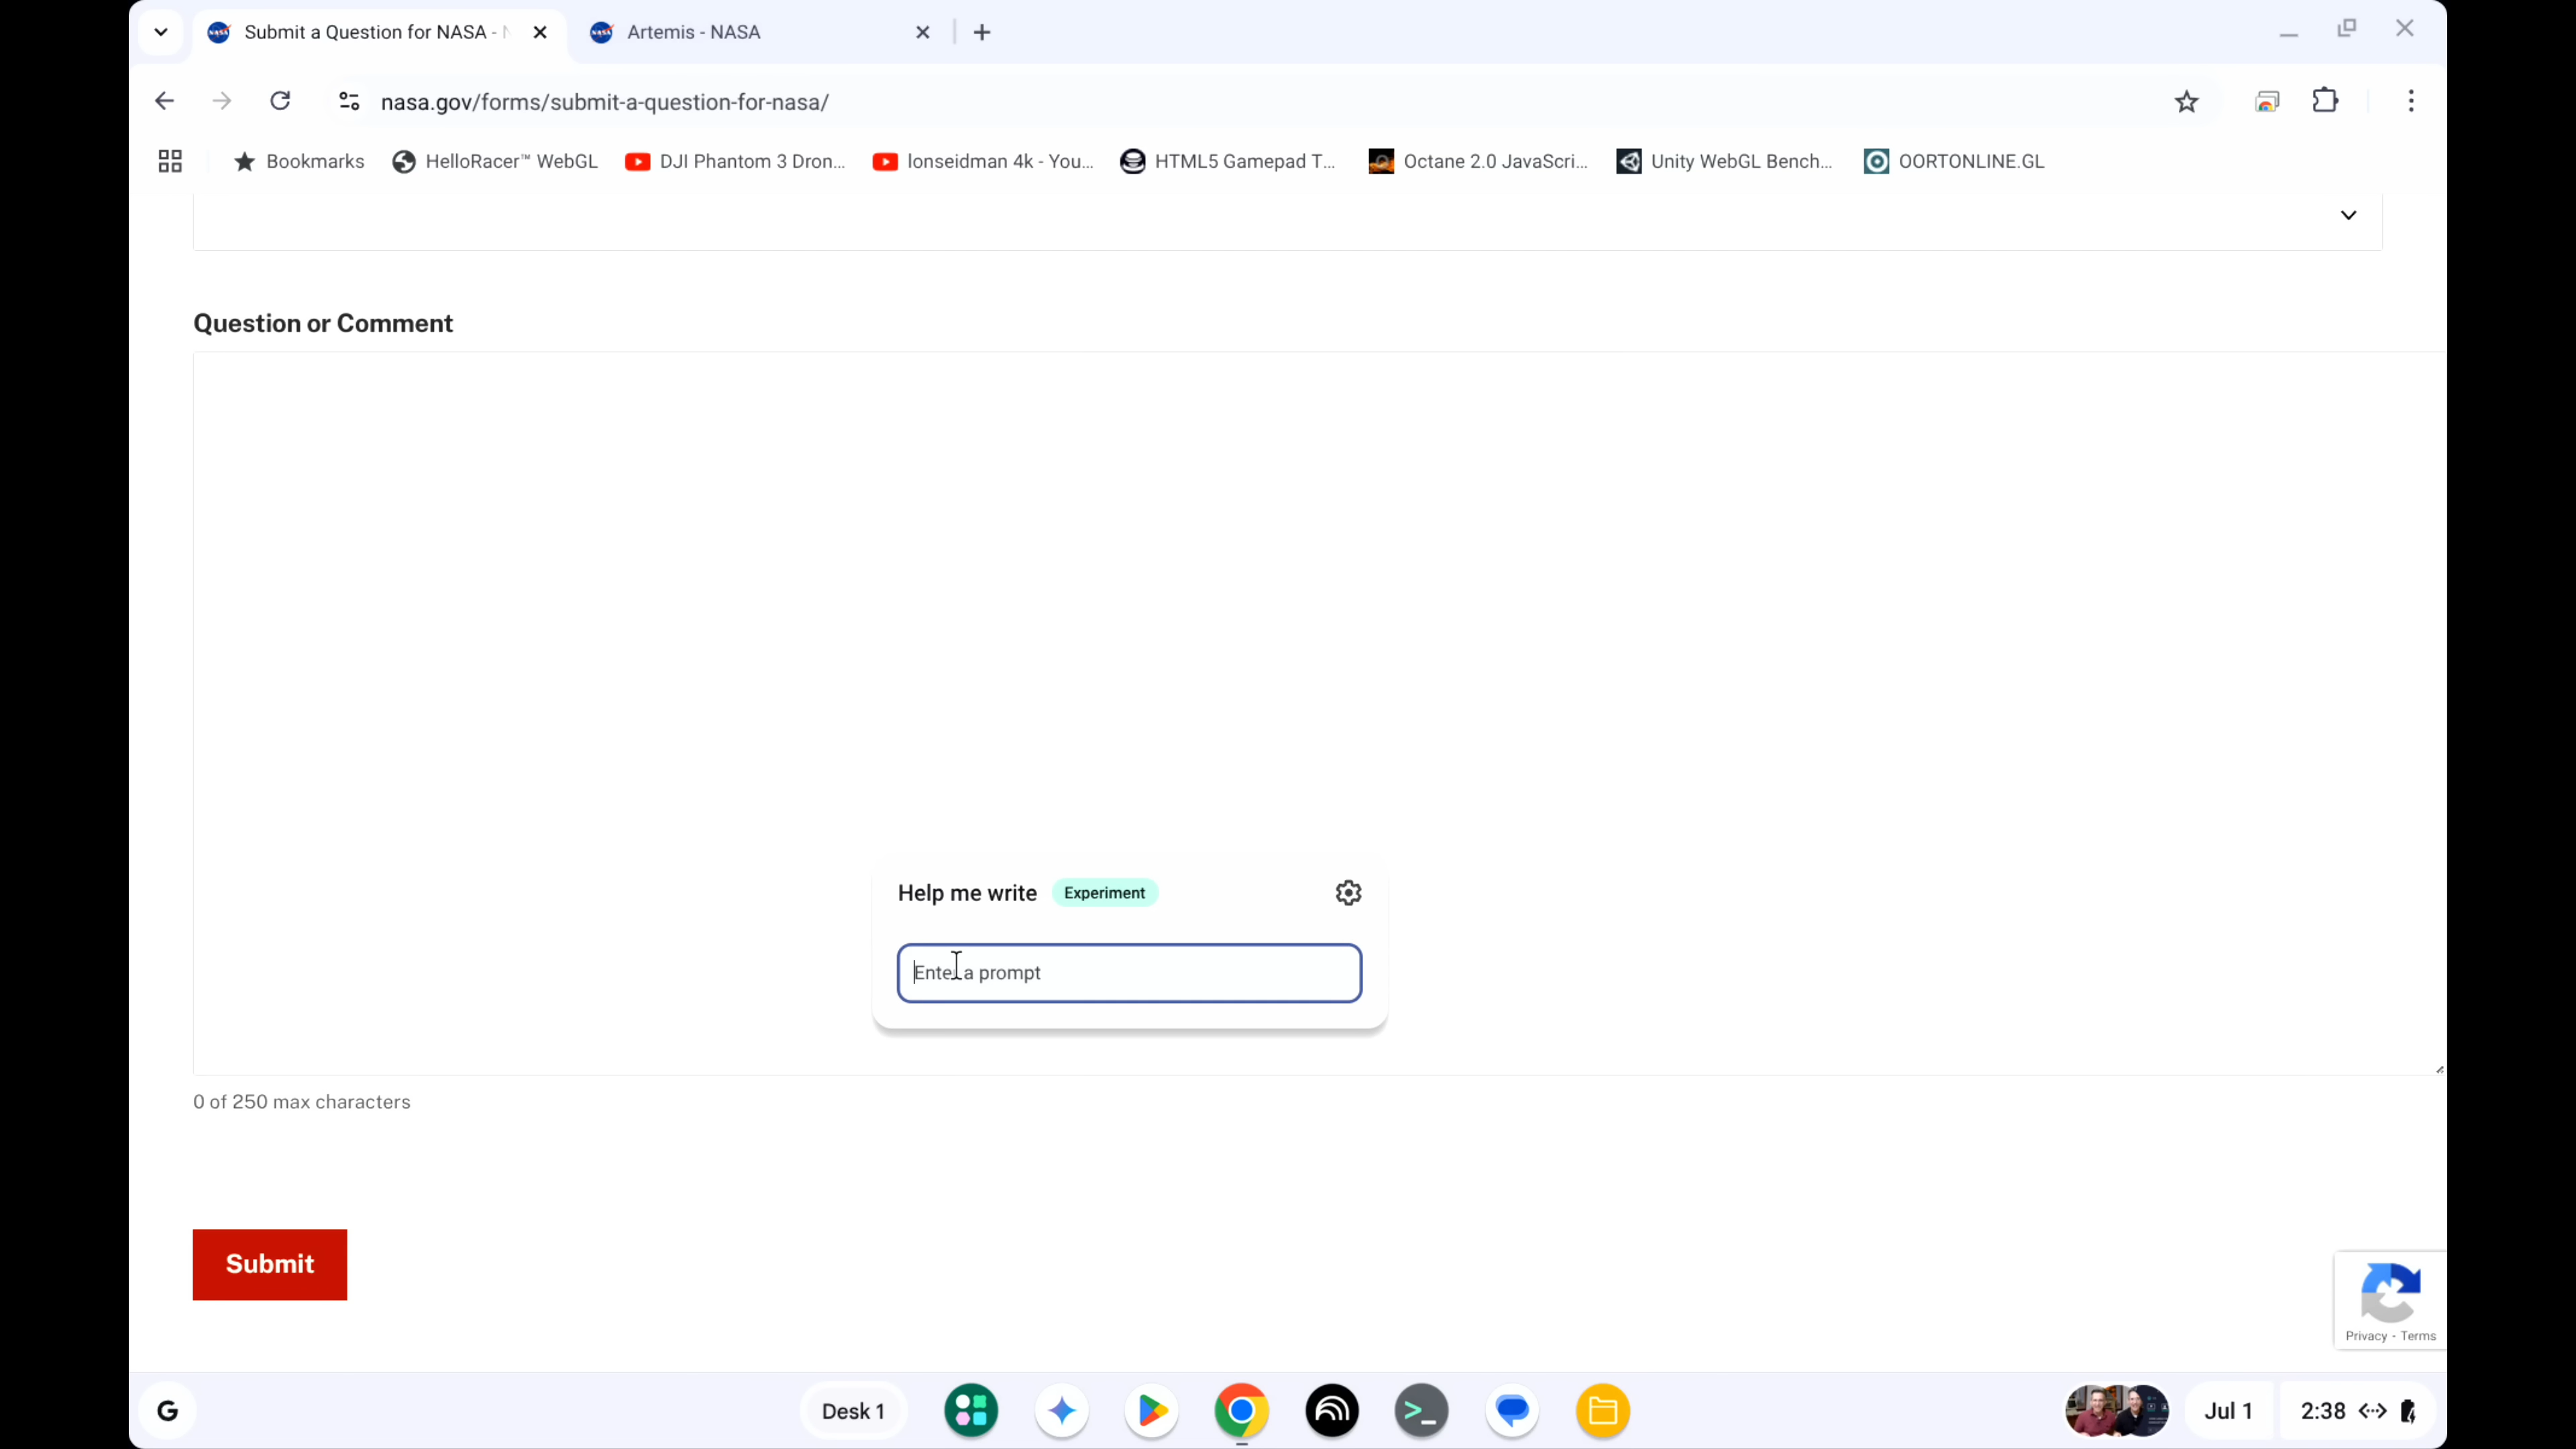 Submit a Question for NASA -
Artemis - NASA
nasa.gov/forms/submit-a-question-for-nasa/
Bookmarks
HelloRacer™ WebGL
DJI Phantom 3 Dron...
lonseidman 4k - You...
HTML5 Gamepad T...
Octane 2.0 JavaScri...
Unity WebGL Bench...
OORTONLINE.GL
Question or Comment
Help me write
Experiment
Enter a prompt
0 of 250 max characters
Submit
Privacy - Terms
Desk 1
Jul 1
2:38